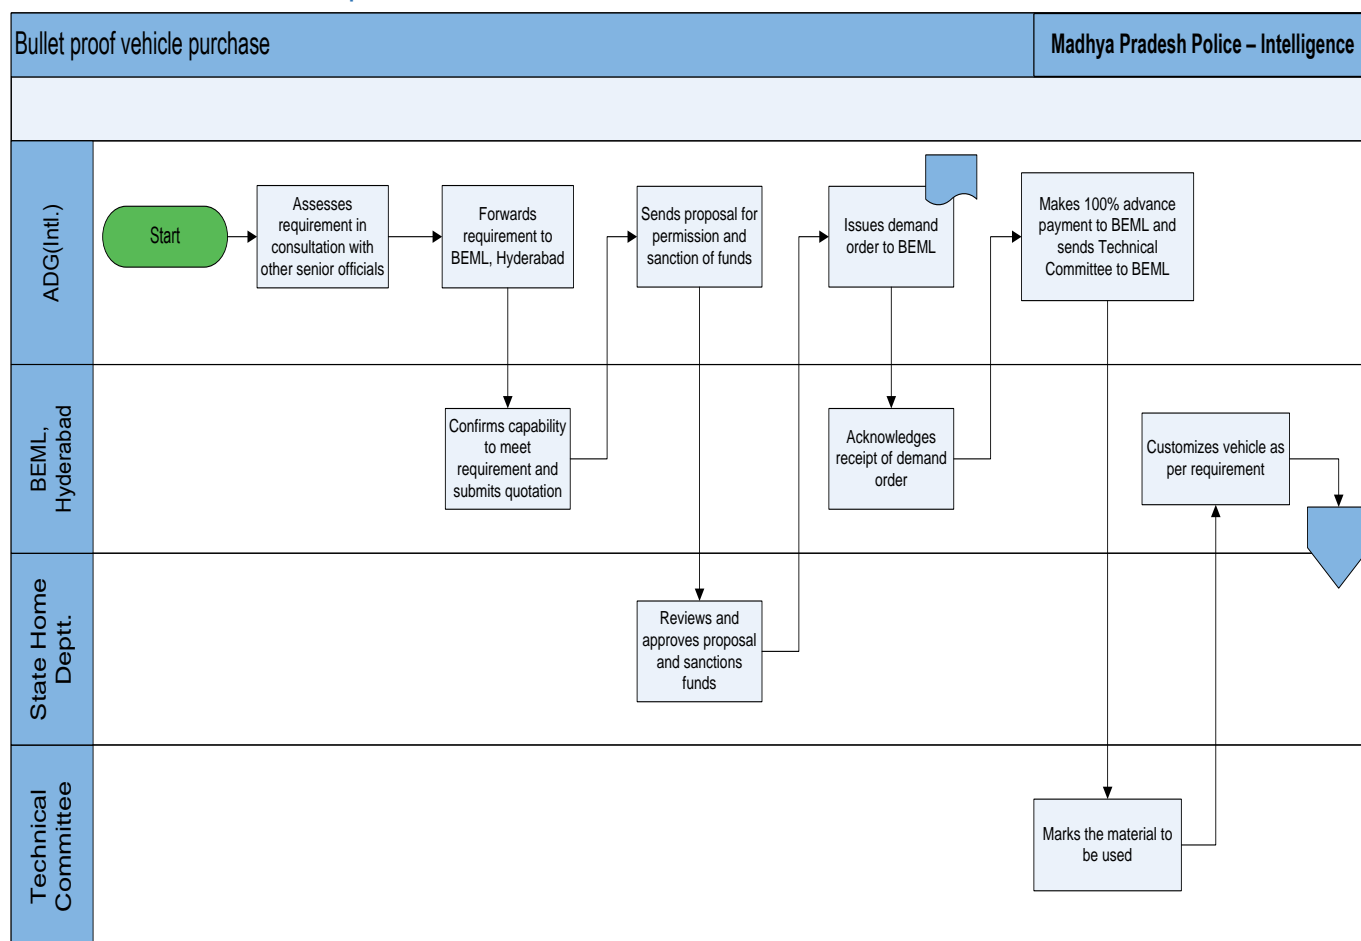 Bullet proof vehicle purchase
Madhya Pradesh Police – Intelligence
ADG(Intl.)
Start
Assesses
requirement in
consultation with
other senior officials
Forwards
requirement to
BEML, Hyderabad
Sends proposal for
permission and
sanction of funds
Issues demand
order to BEML
Makes 100% advance
payment to BEML and
sends Technical
Committee to BEML
BEML,
Hyderabad
Confirms capability
to meet
requirement and
submits quotation
Acknowledges
receipt of demand
order
Customizes vehicle as
per requirement
State Home
Deptt.
Reviews and
approves proposal
and sanctions
funds
Technical
Committee
Marks the material to
be used